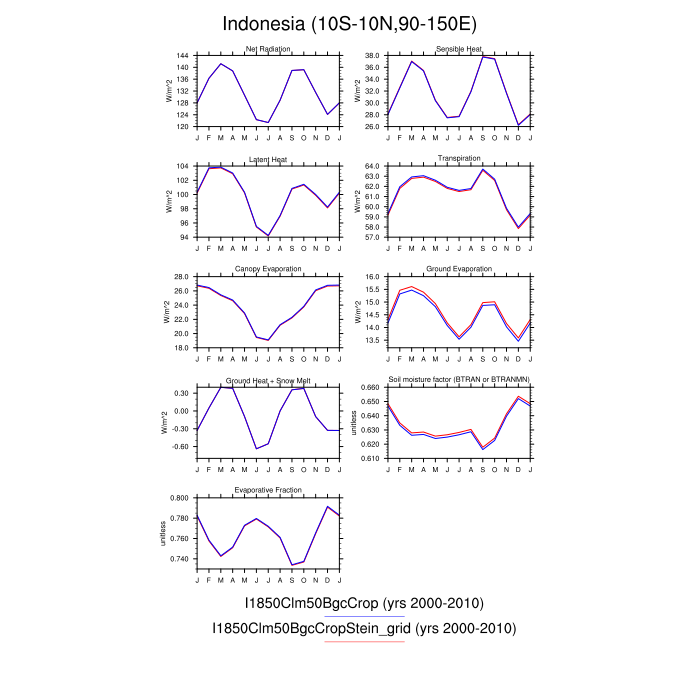 Indonesia (10S-10N,90-150E)
Net Radiation
Sensible Heat
W/m^2
144
140
136
132
128
124
120
J F M A M J J A S O N D J
W/m^2
38.0
36.0
34.0
32.0
30.0
28.0
26.0
J F M A M J J A S O N D J
Latent Heat
Transpiration
W/m^2
104
102
100
98
96
94
J F M A M J J A S O N D J
W/m^2
64.0
63.0
62.0
61.0
60.0
59.0
58.0
57.0
J F M A M J J A S O N D J
Canopy Evaporation
Ground Evaporation
W/m^2
28.0
26.0
24.0
22.0
20.0
18.0
J F M A M J J A S O N D J
W/m^2
16.0
15.5
15.0
14.5
14.0
13.5
J F M A M J J A S O N D J
Ground Heat + Snow Melt
Soil moisture factor (BTRAN or BTRANMN)
W/m^2
0.30
0.00
-0.30
-0.60
J F M A M J J A S O N D J
unitless
0.660
0.650
0.640
0.630
0.620
0.610
J F M A M J J A S O N D J
Evaporative Fraction
unitless
0.800
0.780
0.760
0.740
J F M A M J J A S O N D J
I1850Clm50BgcCrop (yrs 2000-2010)
I1850Clm50BgcCropStein_grid (yrs 2000-2010)